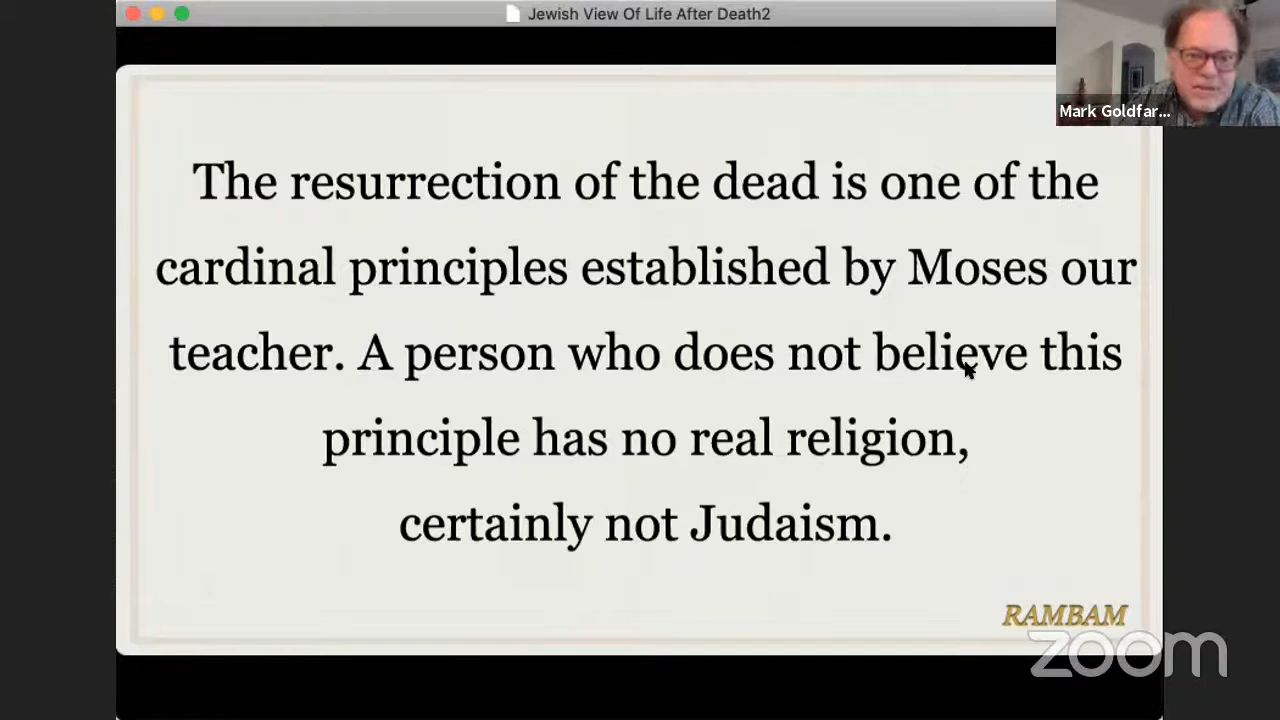 Jewish View Of Life After Death2
Mark Goldfar...
The resurrection of the dead is one of the
cardinal principles established by Moses our
teacher. A person who does not believe this
principle has no real religion,
certainly not Judaism.
RAMBAM
zoom